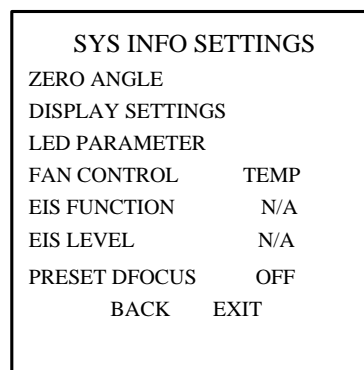 SYS INFO SETTINGS
ZERO ANGLE
DISPLAY SETTINGS
LED PARAMETER
FAN CONTROL TEMP
EIS FUNCTION N/A
EIS LEVEL N/A
PRESET DFOCUS OFF
BACK EXIT